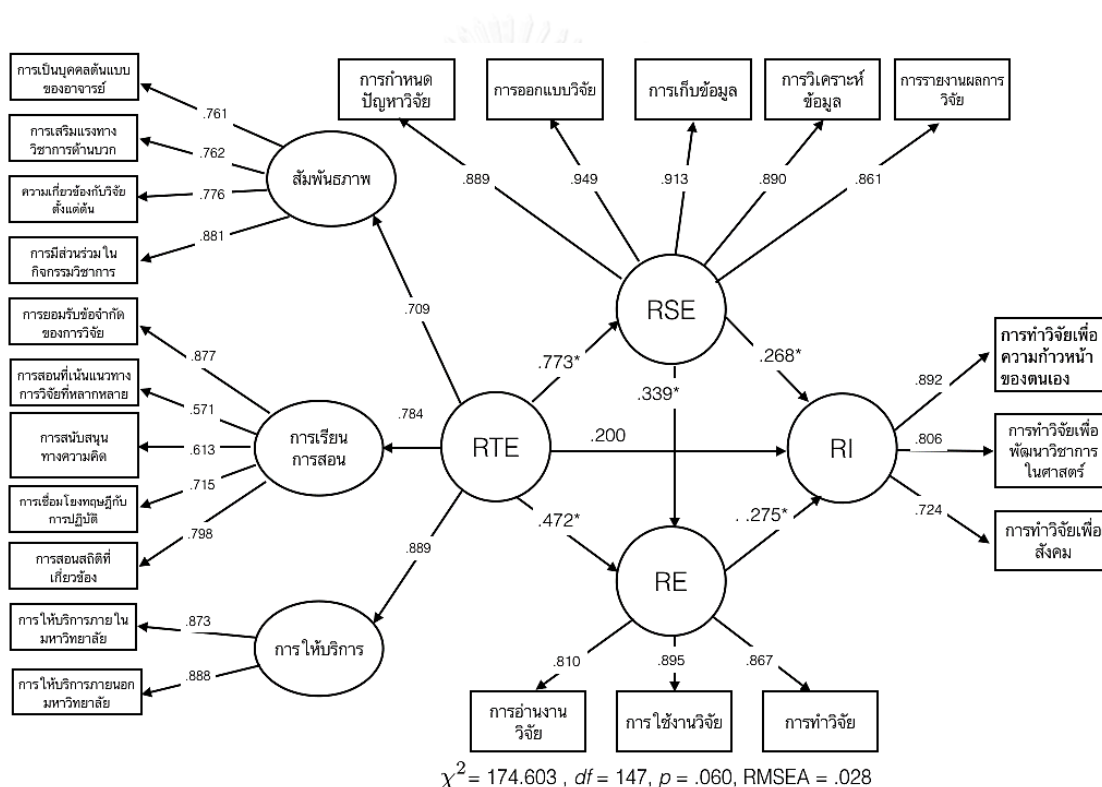 การเป็นบุคคลต้นแบบ
ของอาจารย์
การเสริมแรงทาง
วิชาการด้านบวก
ความเกี่ยวข้องกับวิจัย
ตั้งแต่ต้น
การมีส่วนร่วมใน
กิจกรรมวิชาการ
.761
.762
.776
.881
สัมพันธภาพ
การกำหนด
ปัญหาวิจัย
การออกแบบวิจัย
การเก็บข้อมูล
การวิเคราะห์
ข้อมูล
การรายงานผลการ
วิจัย
.889
.949
.913
.890
.861
RSE
.709
.773*
.268*
.339*
การยอมรับข้อจำกัด
ของการวิจัย
การสอนที่เน้นแนวทาง
การวิจัยที่หลากหลาย
การสนับสนุน
ทางความคิด
การเชื่อมโยงทฤษฎีกับ
การปฏิบัติ
การสอนสถิติที่
เกี่ยวข้อง
.877
.571
.613
.715
.798
การเรียน
การสอน
.784
RTE
.200
RI
.892
.806
.724
การทำวิจัยเพื่อ
ความก้าวหน้า
ของตนเอง
การทำวิจัยเพื่อ
พัฒนาวิชาการ
ในศาสตร์
การทำวิจัยเพื่อ
สังคม
.472*
. .275*
.889
RE
การให้บริการภายใน
มหาวิทยาลัย
การให้บริการภายนอก
มหาวิทยาลัย
.873
.888
การให้บริการ
.810
.895
.867
การอ่านงาน
วิจัย
การใช้งานวิจัย
การทำวิจัย
χ² = 174.603 , df = 147, p = .060, RMSEA = .028